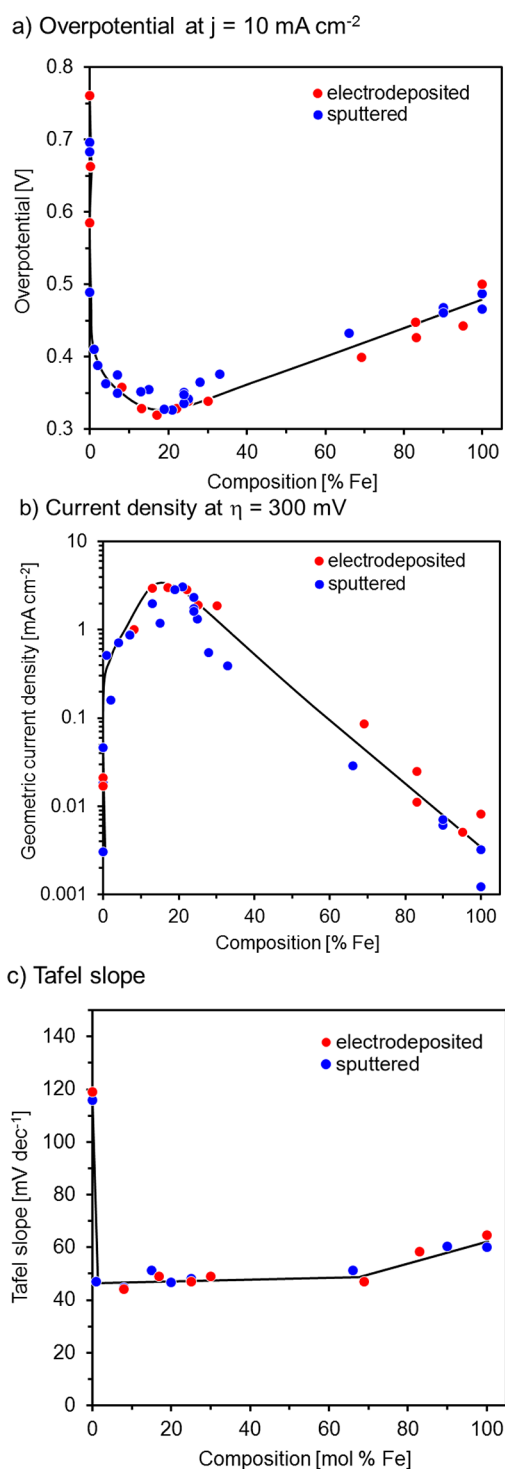 a) Overpotential at j = 10 mA cm⁻²
0.8
0.7
0.6
0.5
0.4
0.3
Overpotential [V]
electrodeposited
sputtered
0 20 40 60 80 100
Composition [% Fe]
b) Current density at η = 300 mV
10
1
0.1
0.01
0.001
Geometric current density [mA cm⁻²]
electrodeposited
sputtered
0 20 40 60 80 100
Composition [% Fe]
c) Tafel slope
140
120
100
80
60
40
20
0
Tafel slope [mV dec⁻¹]
electrodeposited
sputtered
0 20 40 60 80 100
Composition [mol % Fe]